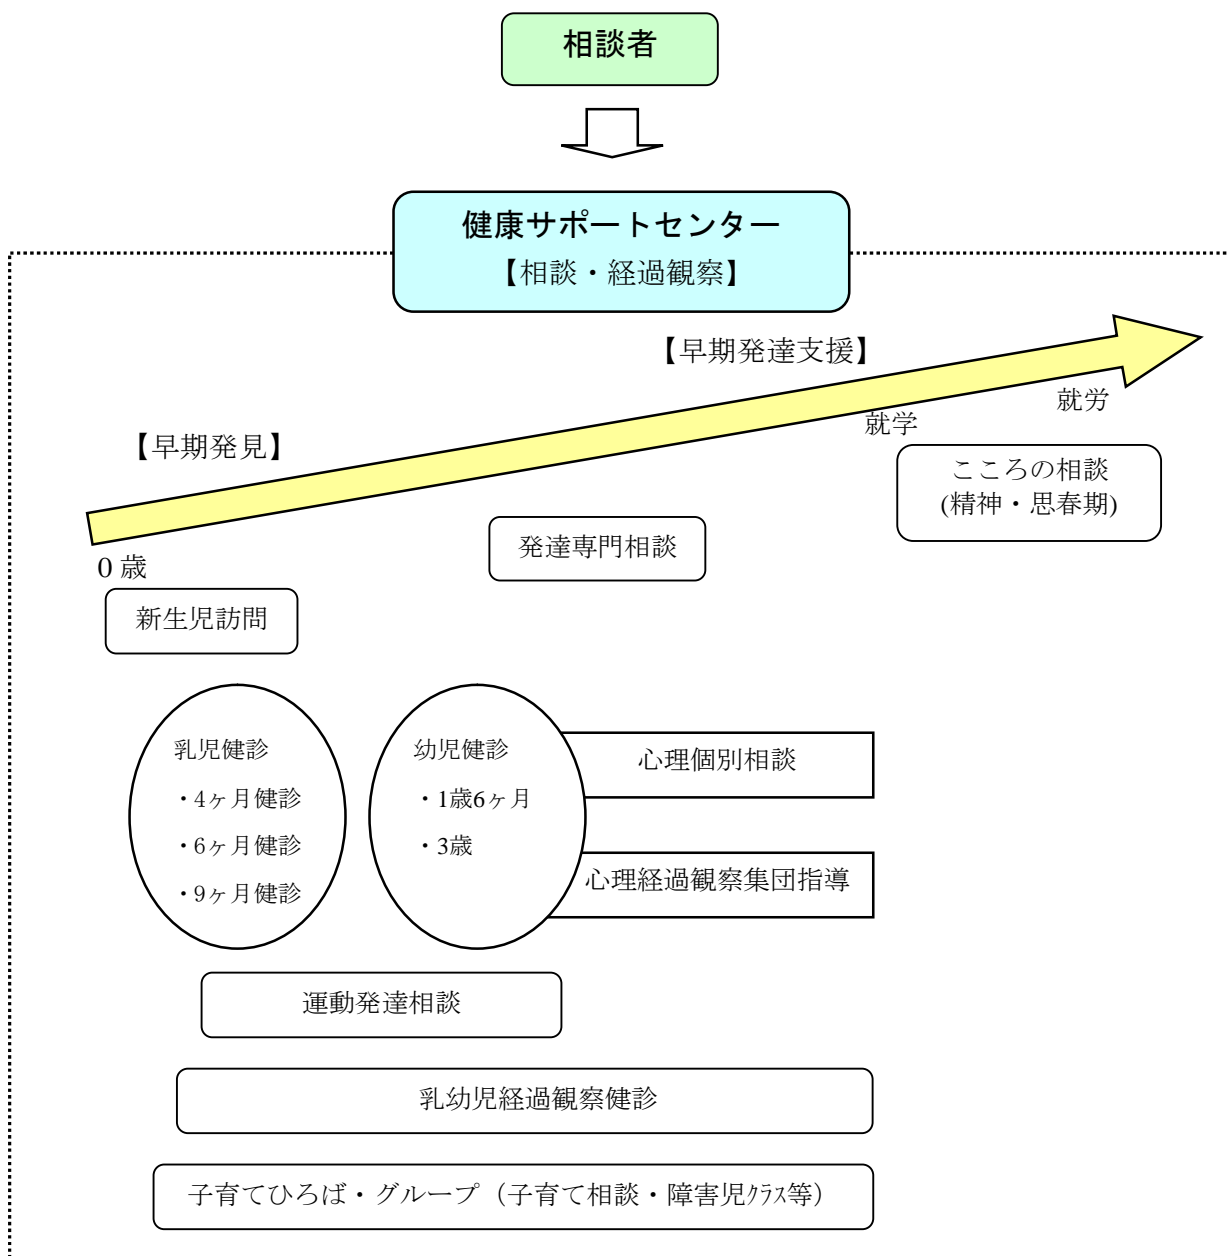 相談者
健康サポートセンター
【相談・経過観察】
【早期発達支援】
就労
就学
【早期発見】
こころの相談
(精神・思春期)
発達専門相談
0 歳
新生児訪問
乳児健診
・4ヶ月健診
・6ヶ月健診
・9ヶ月健診
幼児健診
・1歳6ヶ月
・3歳
心理個別相談
心理経過観察集団指導
運動発達相談
乳幼児経過観察健診
子育てひろば・グループ（子育て相談・障害児ｸﾗｽ等）